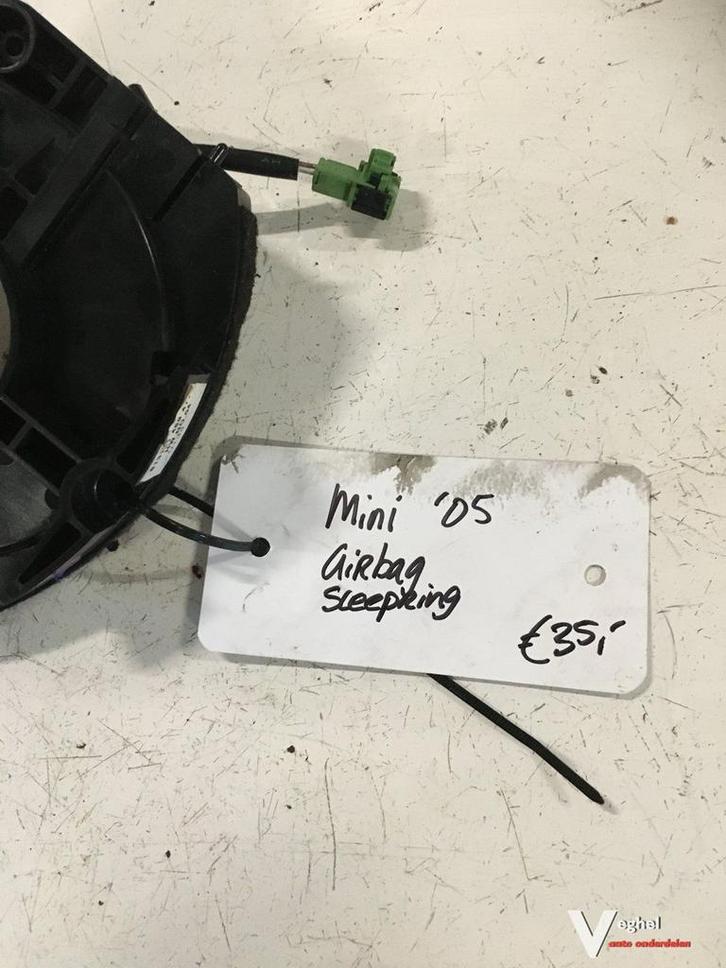 Mini '05
Airbag
Sleepring
€35,-
Veghel
auto onderdelen